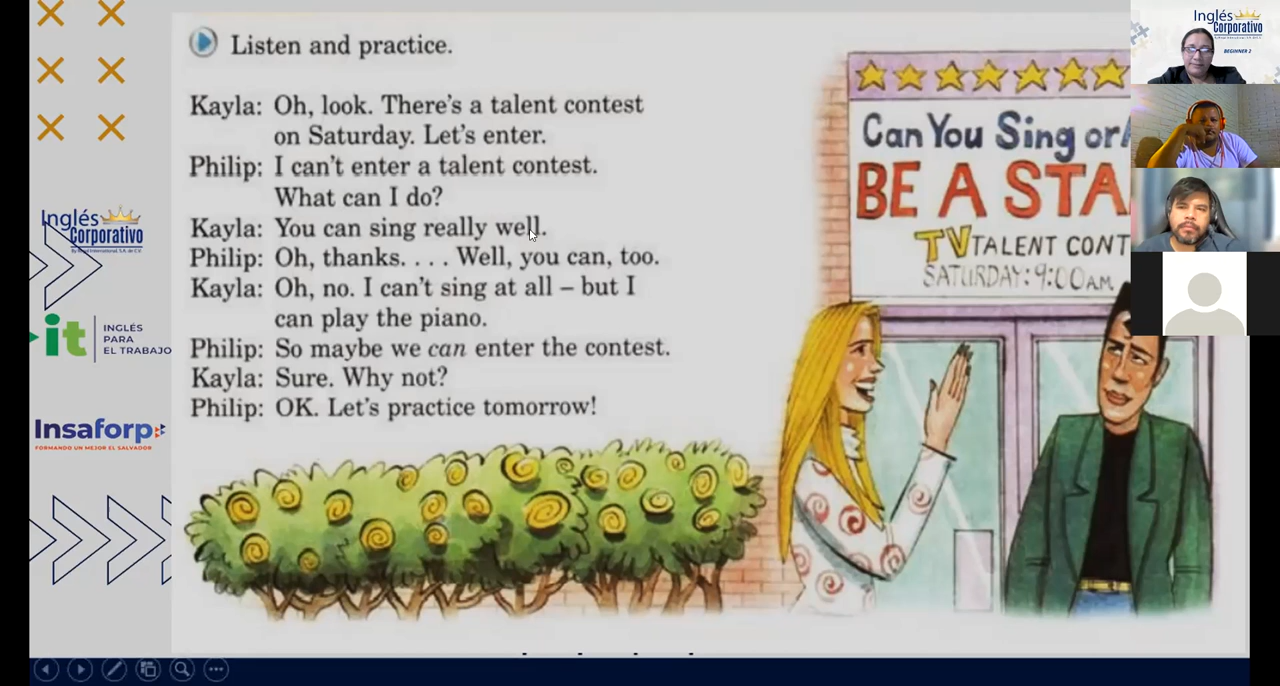 Listen and practice.
Kayla: Oh, look. There's a talent contest
on Saturday. Let's enter.
Philip: I can't enter a talent contest.
What can I do?
Kayla: You can sing really well.
Philip: Oh, thanks. . . . Well, you can, too.
Kayla: Oh, no. I can't sing at all – but I
can play the piano.
Philip: So maybe we can enter the contest.
Kayla: Sure. Why not?
Philip: OK. Let's practice tomorrow!
Can You Sing or
BE A STA
TV TALENT CONT
SATURDAY: 9:00 A.M.
Inglés
Corporativo
it
INGLÉS
PARA
EL TRABAJO
Insaforp
FORMANDO UN MEJOR EL SALVADOR
Inglés
Corporativo
BEGINNER 2